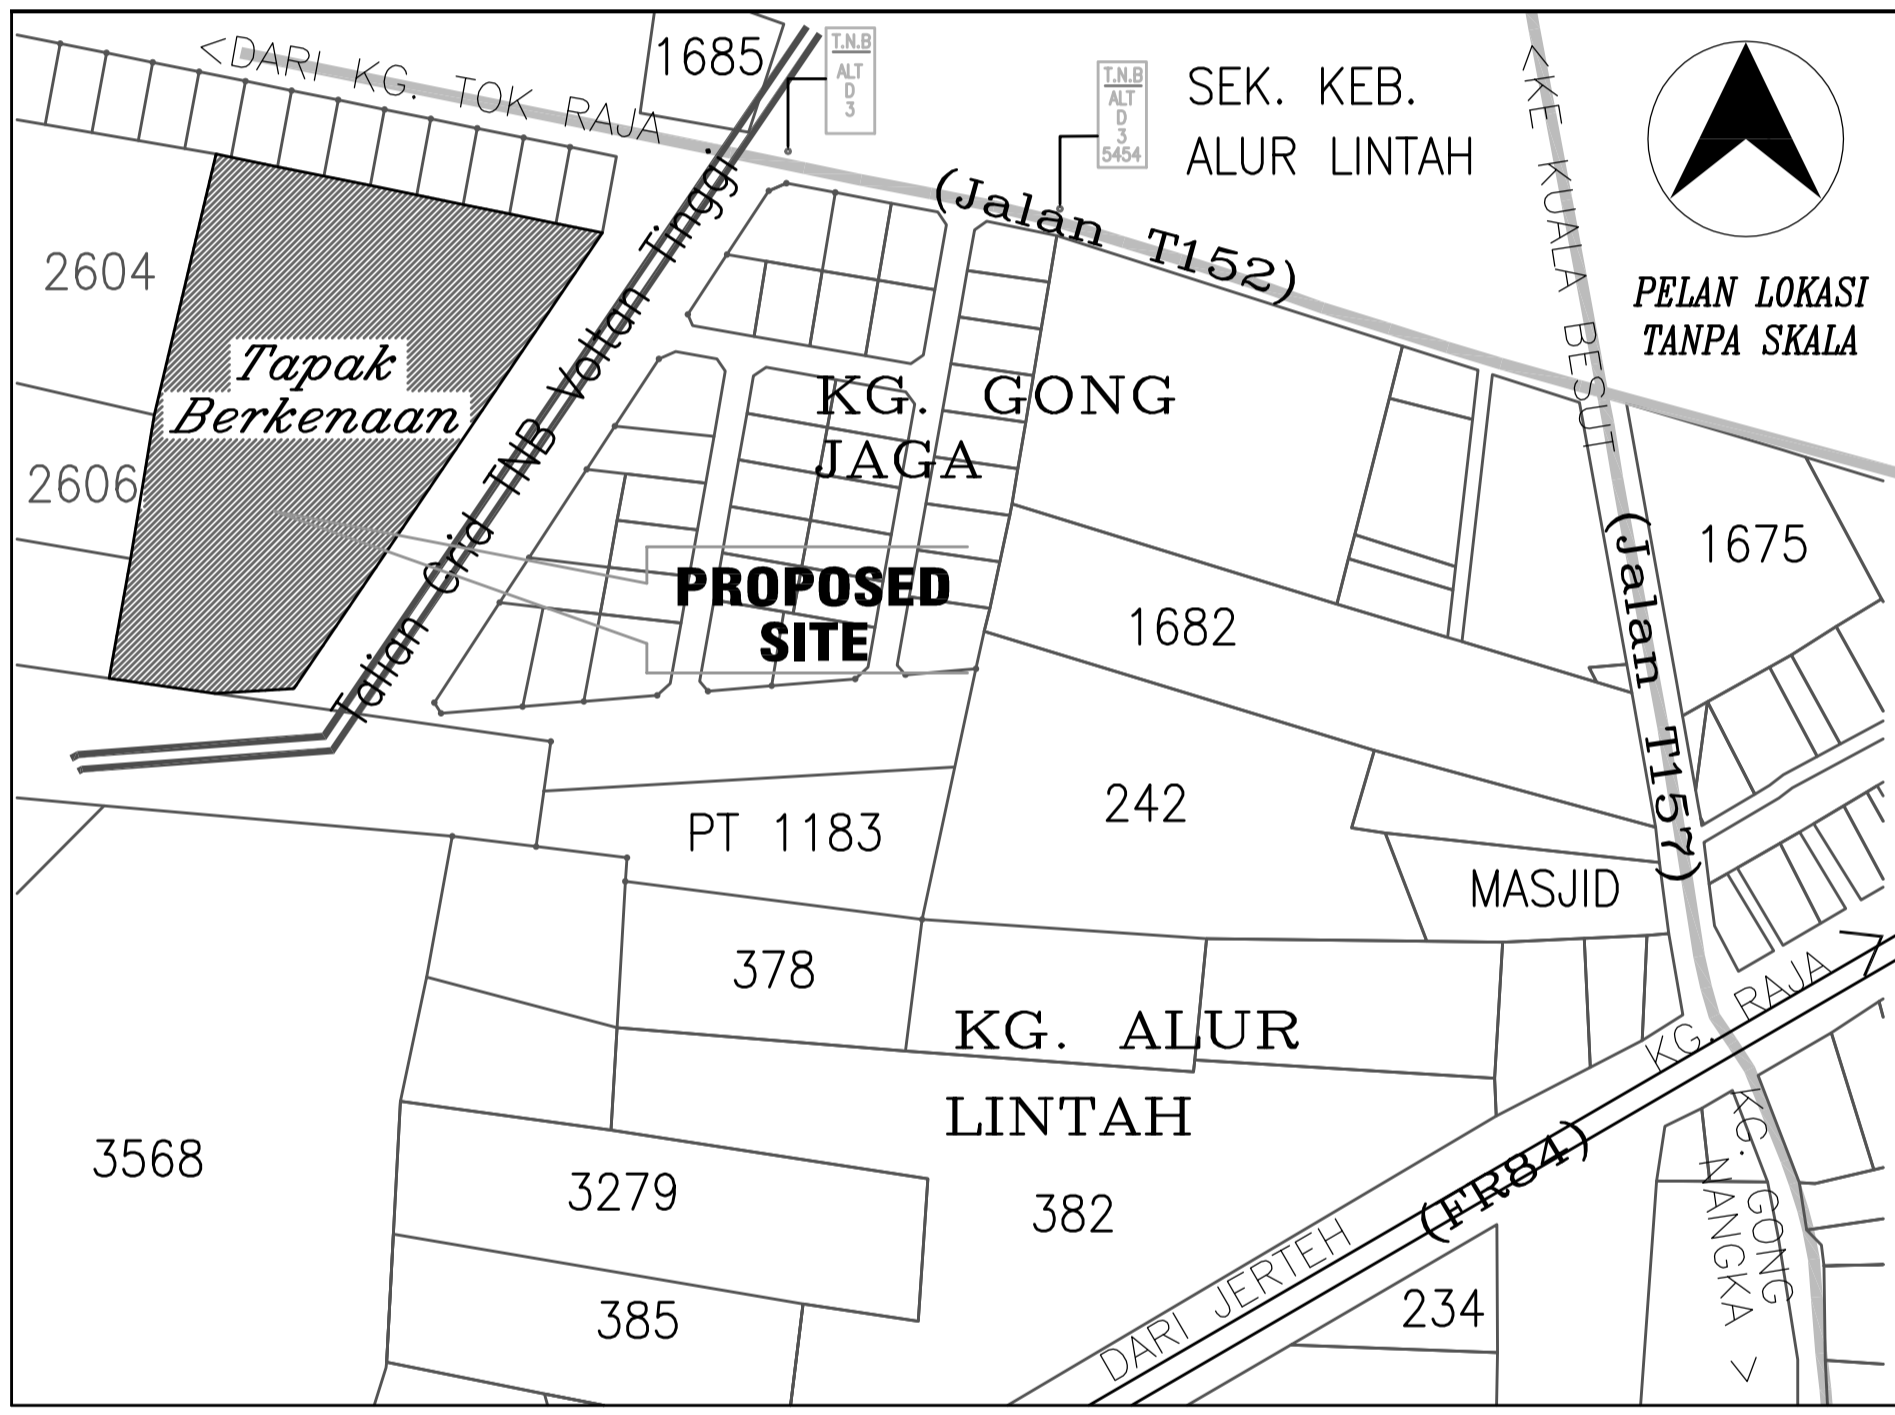 <DARI KG. TOK RAJA
1685
T.N.B
ALT
D
3
T.N.B
ALT
D
3
5454
SEK. KEB.
ALUR LINTAH
<KE KUALA BESUT
PELAN LOKASI
TANPA SKALA
(Jalan T152)
2604
Talian Grid TNB Voltan Tinggi
Tapak
Berkenaan
KG. GONG
JAGA
2606
PROPOSED
SITE
1682
1675
(Jalan T157)
PT 1183
242
MASJID
378
KG. ALUR
LINTAH
KG. RAJA >
3568
3279
382
(FR84)
DARI JERTEH
KG. GONG
NANGKA >
385
234